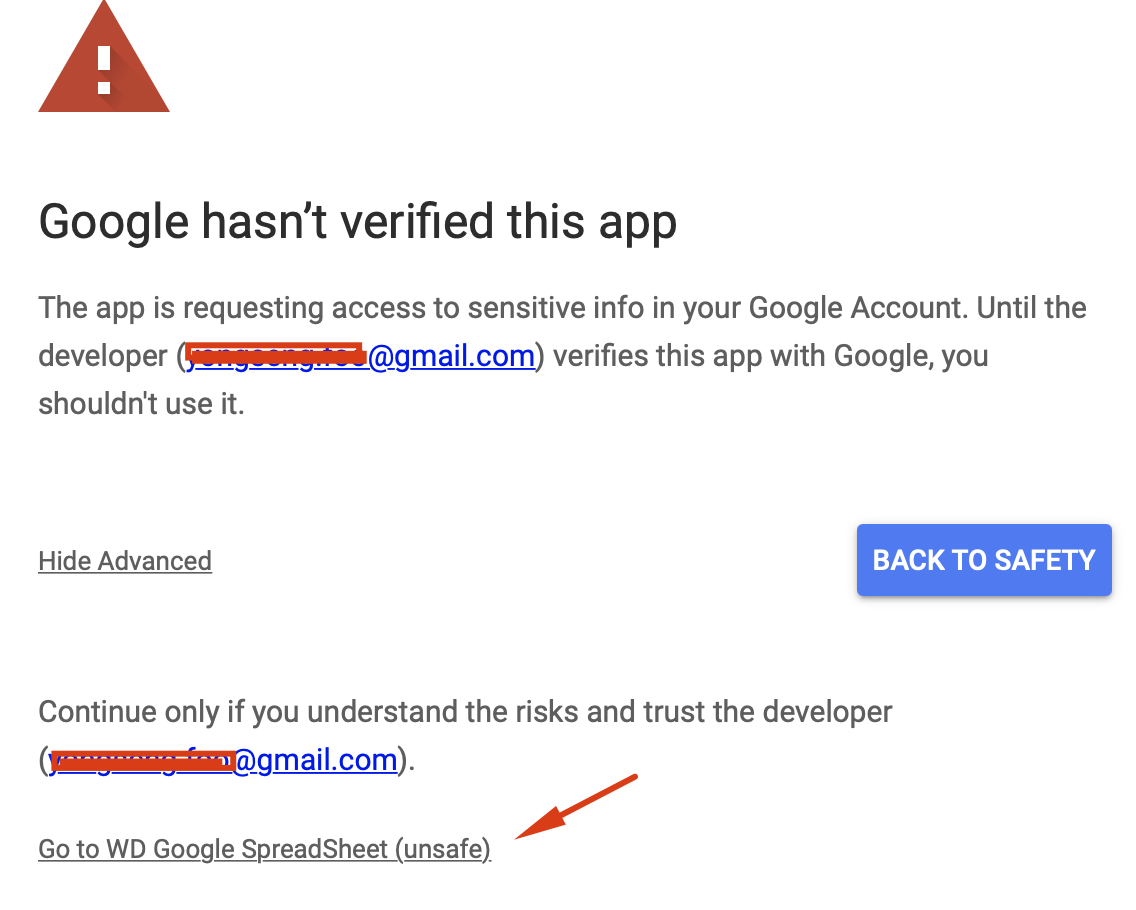 Google hasn’t verified this app
The app is requesting access to sensitive info in your Google Account. Until the
developer (@gmail.com) verifies this app with Google, you
shouldn't use it.
Hide Advanced
BACK TO SAFETY
Continue only if you understand the risks and trust the developer
(@gmail.com).
Go to WD Google SpreadSheet (unsafe)